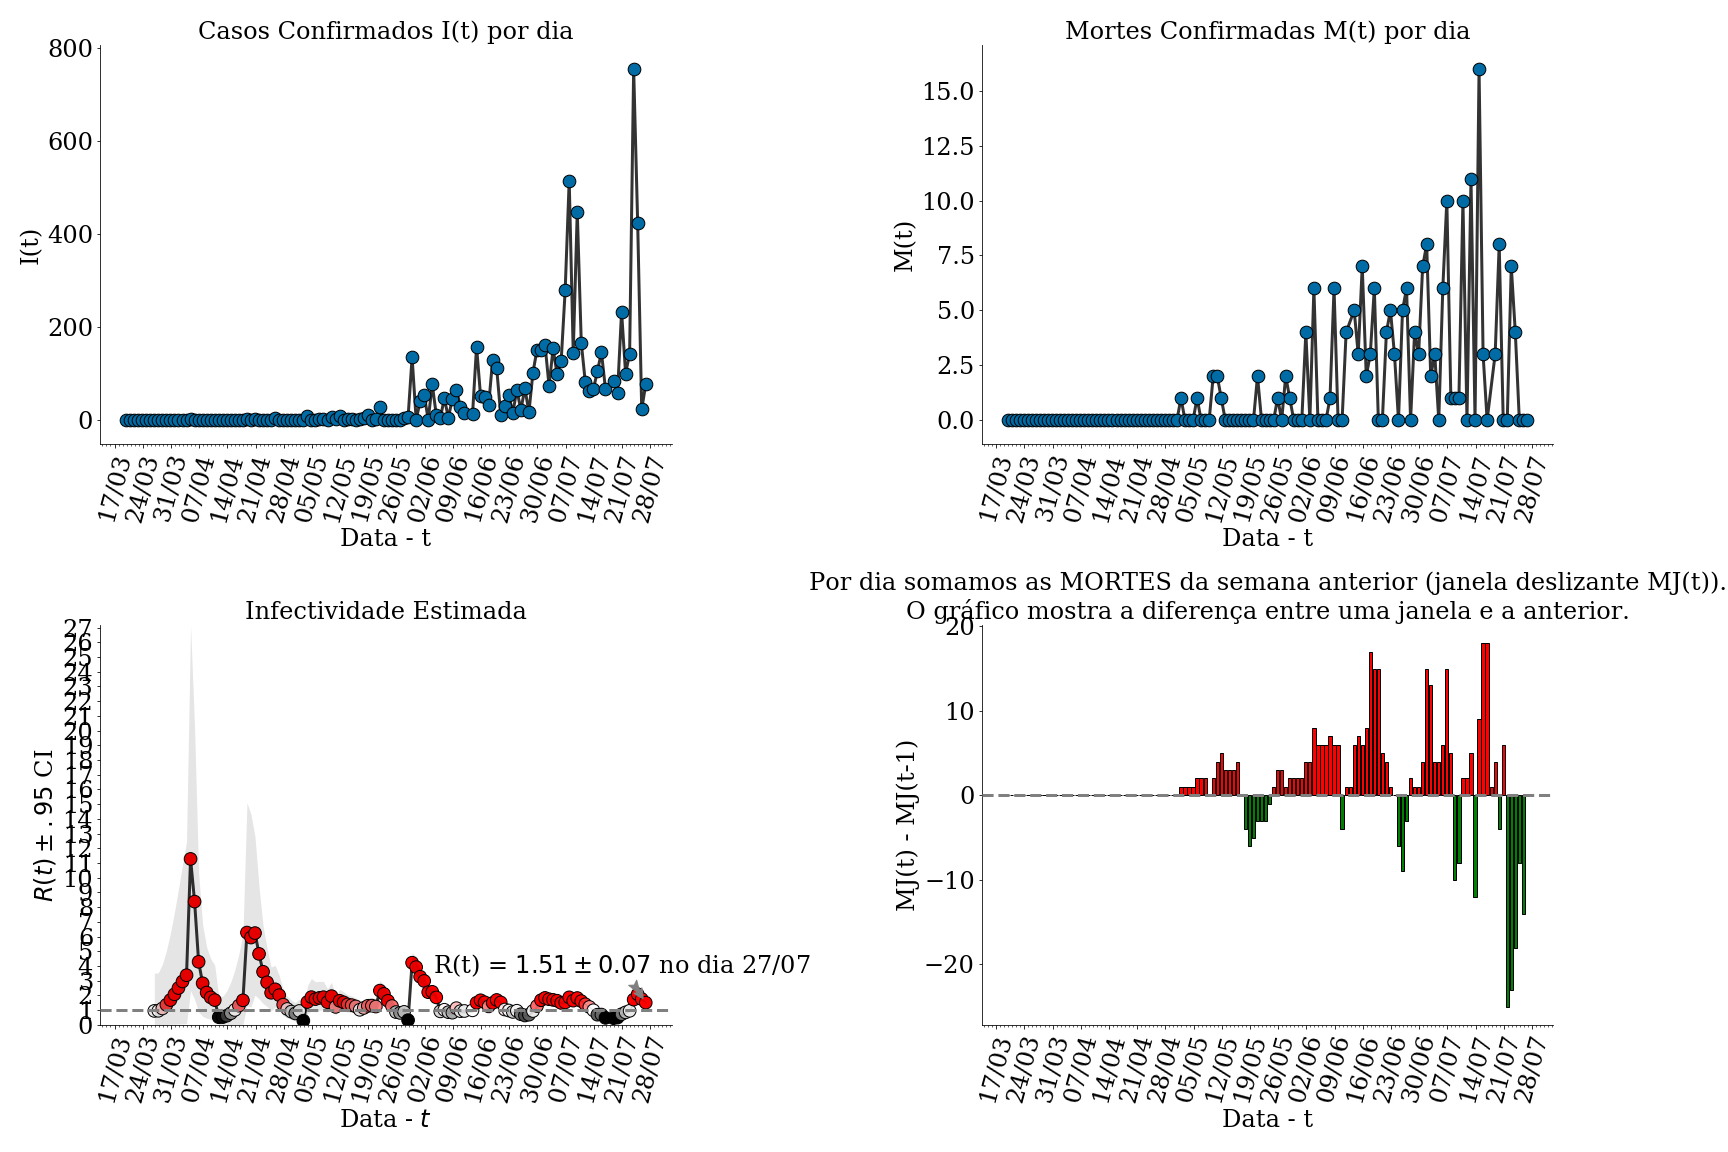 Casos Confirmados I(t) por dia
800
600
400
200
0
I(t)
17/03 24/03 31/03 07/04 14/04 21/04 28/04 05/05 12/05 19/05 26/05 02/06 09/06 16/06 23/06 30/06 07/07 14/07 21/07 28/07
Data - t
Mortes Confirmadas M(t) por dia
15.0
12.5
10.0
7.5
5.0
2.5
0.0
M(t)
17/03 24/03 31/03 07/04 14/04 21/04 28/04 05/05 12/05 19/05 26/05 02/06 09/06 16/06 23/06 30/06 07/07 14/07 21/07 28/07
Data - t
Infectividade Estimada
27
26
25
24
23
22
21
20
19
18
17
16
15
14
13
12
11
10
9
8
7
6
5
4
3
2
1
0
R(t) ± .95 CI
R(t) = 1.51 ± 0.07 no dia 27/07
17/03 24/03 31/03 07/04 14/04 21/04 28/04 05/05 12/05 19/05 26/05 02/06 09/06 16/06 23/06 30/06 07/07 14/07 21/07 28/07
Data - t
Por dia somamos as MORTES da semana anterior (janela deslizante MJ(t)).
O gráfico mostra a diferença entre uma janela e a anterior.
20
10
0
−10
−20
MJ(t) - MJ(t-1)
17/03 24/03 31/03 07/04 14/04 21/04 28/04 05/05 12/05 19/05 26/05 02/06 09/06 16/06 23/06 30/06 07/07 14/07 21/07 28/07
Data - t